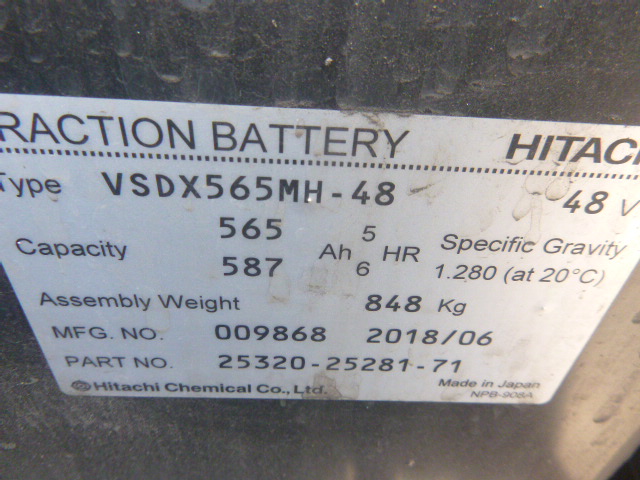 RACTION BATTERY HITACHI
Type VSDX565MH-48 48 V
Capacity 565 587 Ah 5 6 HR Specific Gravity 1.280 (at 20°C)
Assembly Weight 848 Kg
MFG. NO. 009868 2018/06
PART NO. 25320-25281-71
Hitachi Chemical Co., Ltd. Made in Japan
NPB-908A